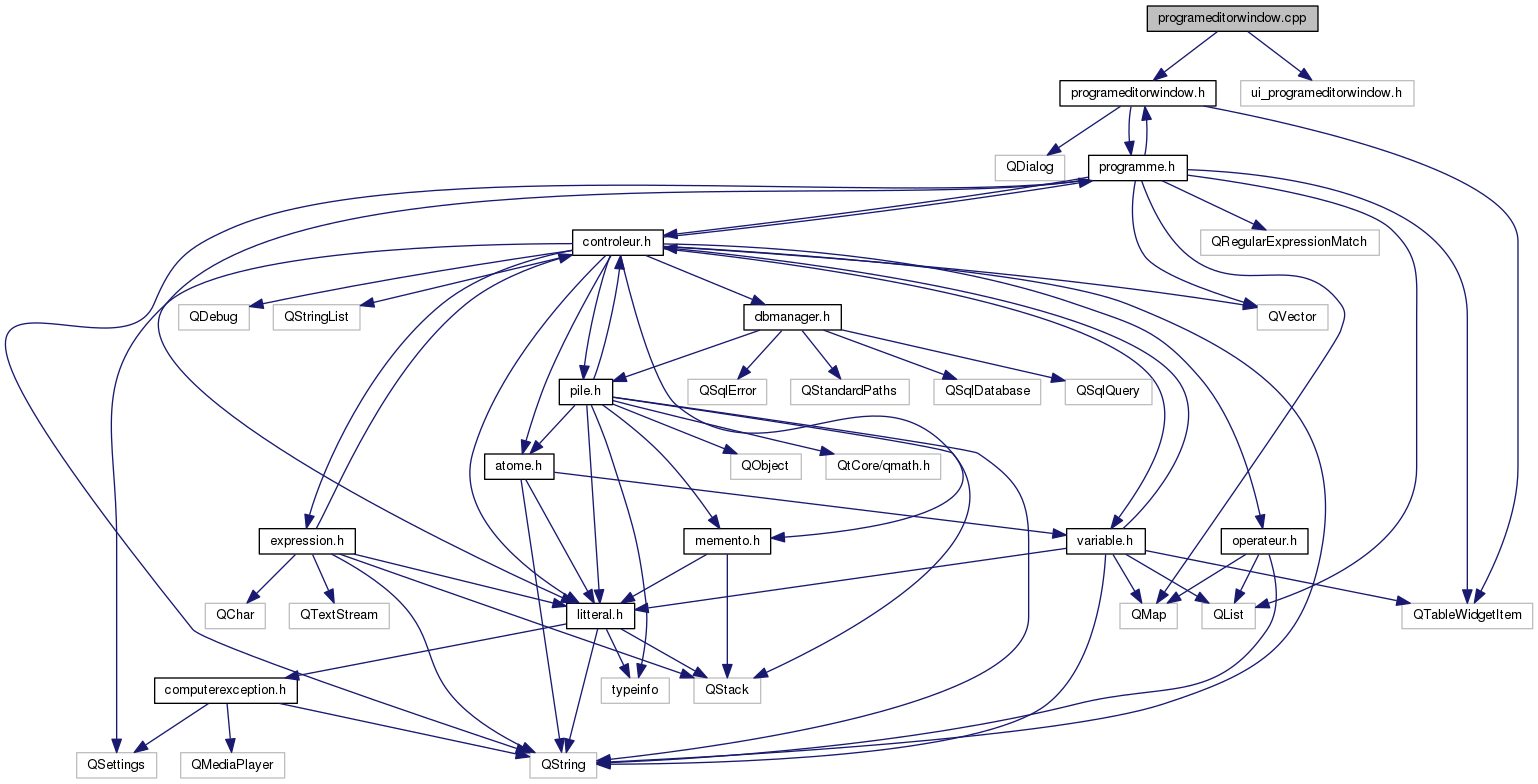 programeditorwindow.cpp
programeditorwindow.h
ui_programeditorwindow.h
QDialog
programme.h
controleur.h
QRegularExpressionMatch
QDebug
QStringList
dbmanager.h
QVector
pile.h
QSqlError
QStandardPaths
QSqlDatabase
QSqlQuery
atome.h
QObject
QtCore/qmath.h
expression.h
memento.h
variable.h
operateur.h
QChar
QTextStream
litteral.h
QMap
QList
QTableWidgetItem
computerexception.h
typeinfo
QStack
QSettings
QMediaPlayer
QString